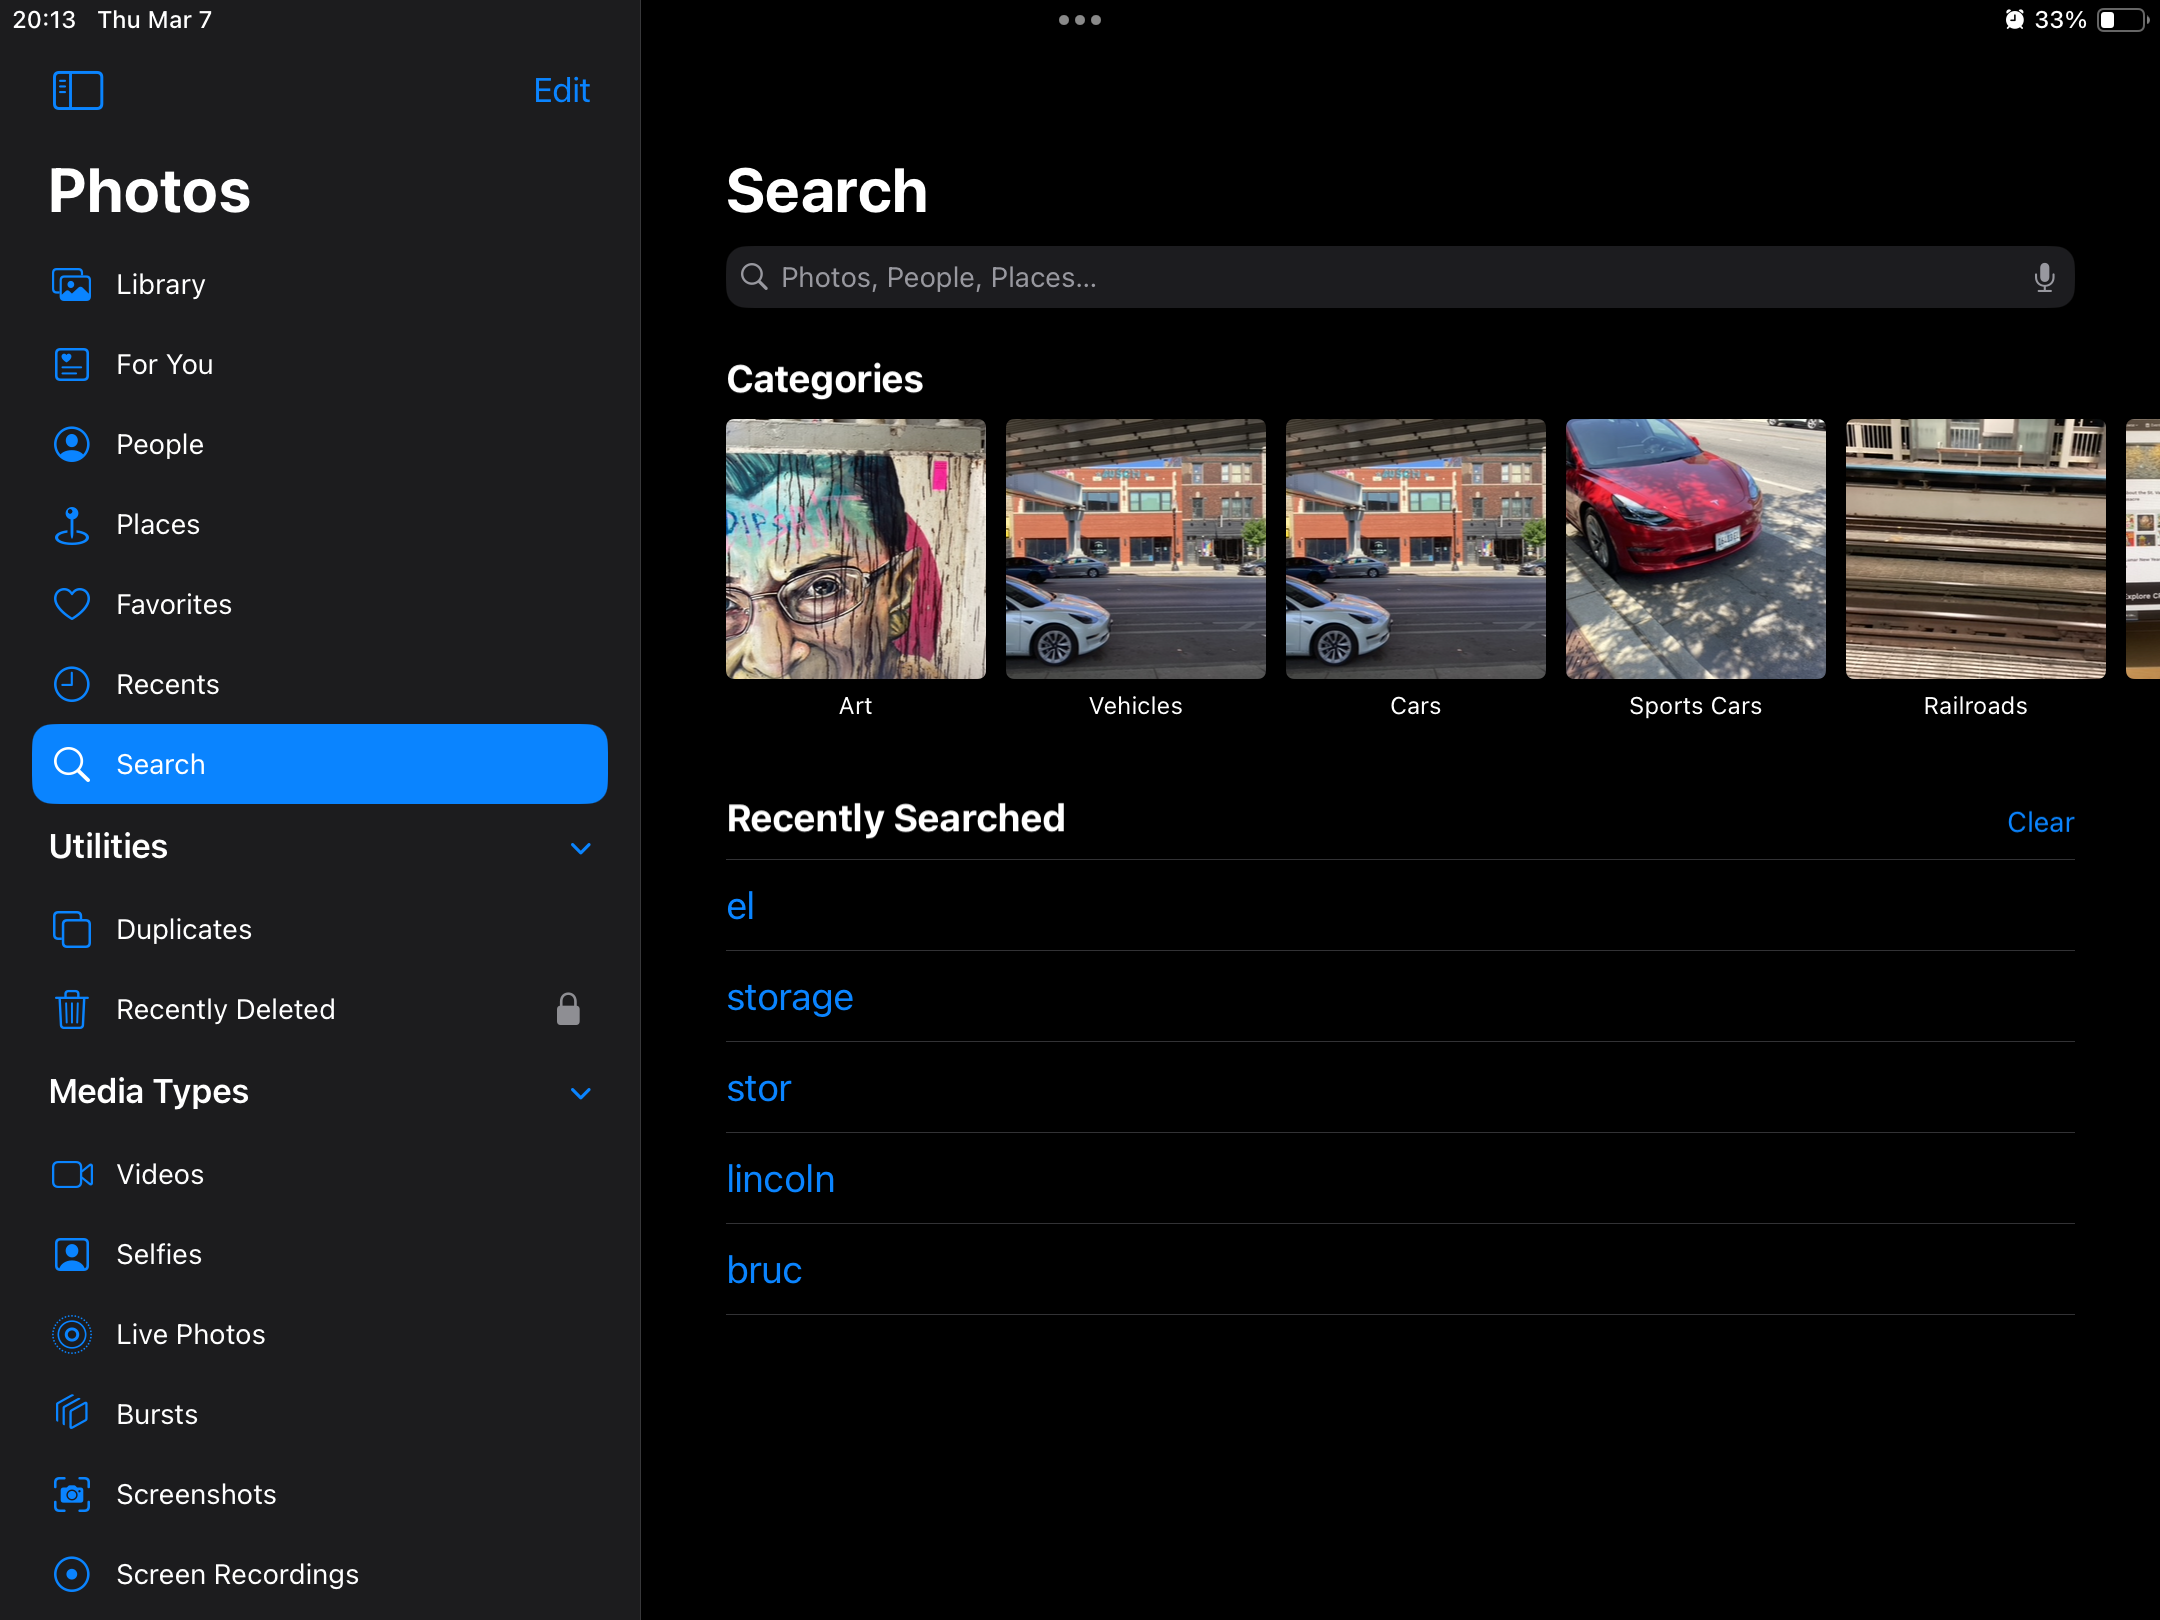 20:13 Thu Mar 7
33%
Edit
Photos
Library
For You
People
Places
Favorites
Recents
Search
Utilities
Duplicates
Recently Deleted
Media Types
Videos
Selfies
Live Photos
Bursts
Screenshots
Screen Recordings
Search
Photos, People, Places...
Categories
Art
Vehicles
Cars
Sports Cars
Railroads
Recently Searched
Clear
el
storage
stor
lincoln
bruc